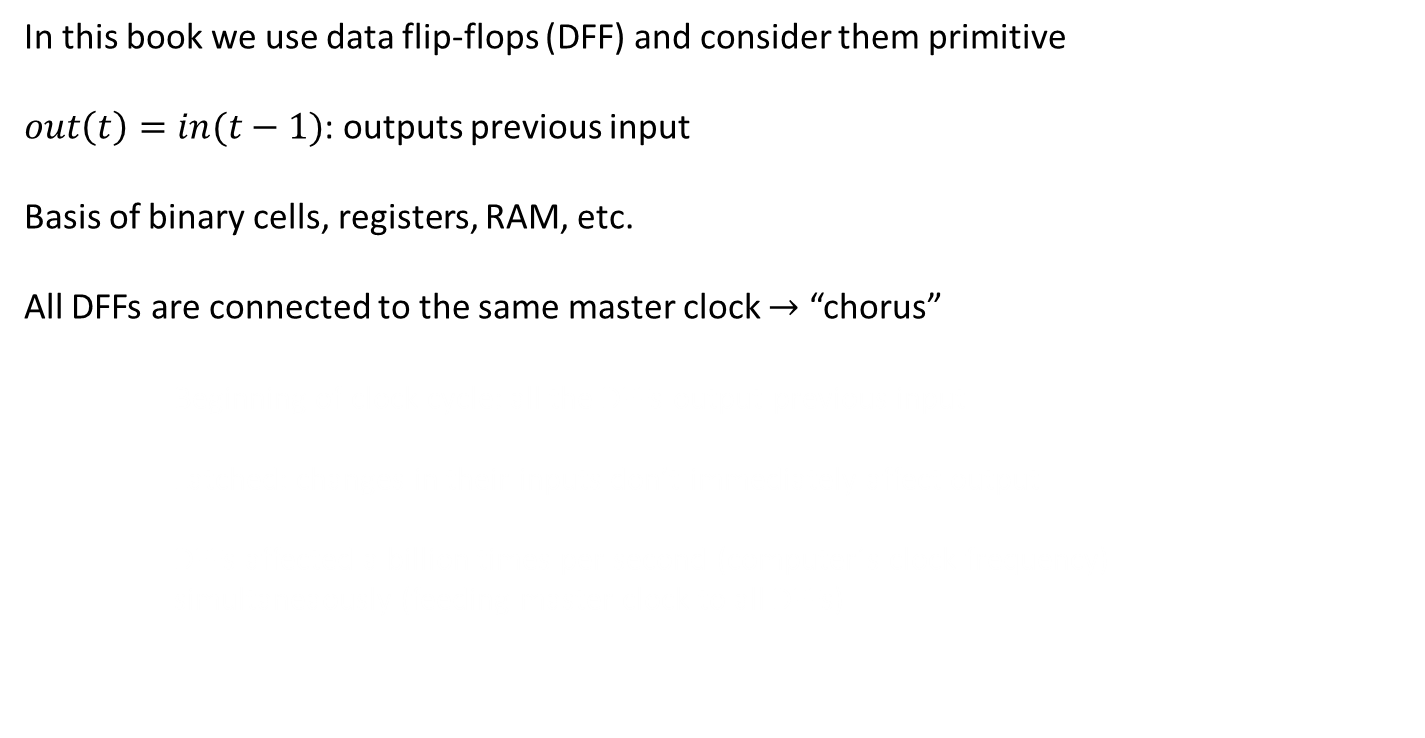 In this book we use data flip-flops (DFF) and consider them primitive
out(t) = in(t − 1): outputs previous input
Basis of binary cells, registers, RAM, etc.
All DFFs are connected to the same master clock → “chorus”